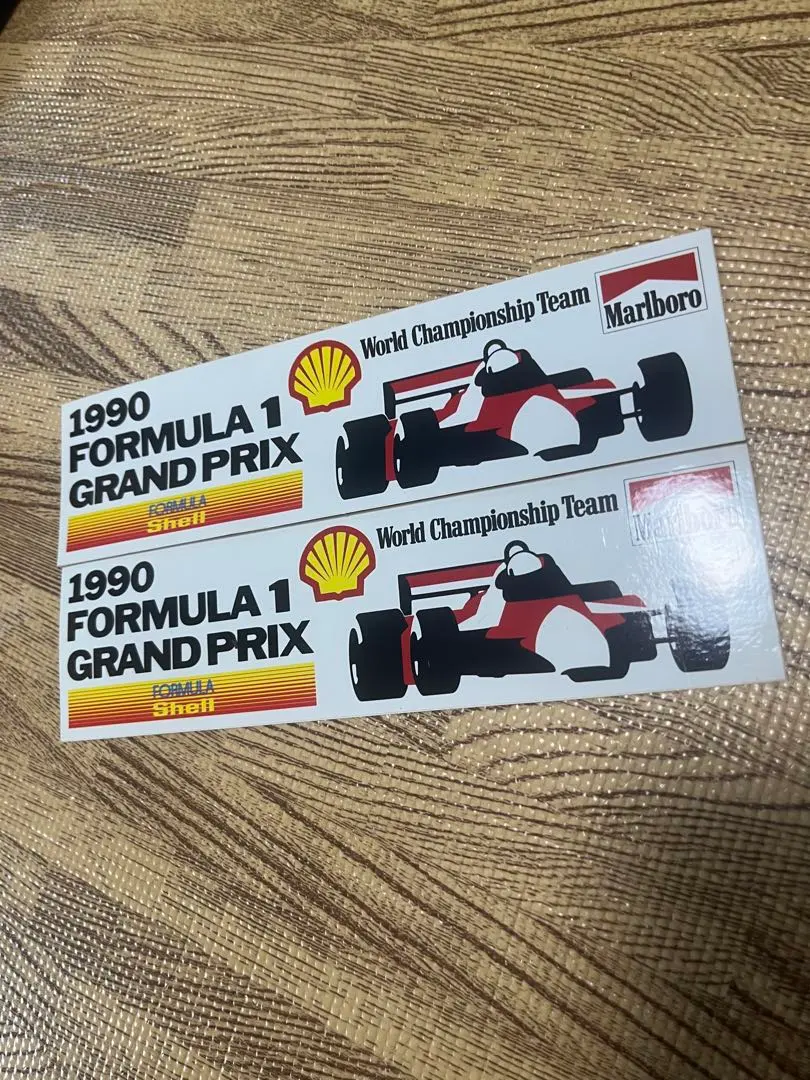 World Championship Team
Marlboro
1990
FORMULA 1
GRAND PRIX
FORMULA
Shell
World Championship Team
Marlboro
1990
FORMULA 1
GRAND PRIX
FORMULA
Shell